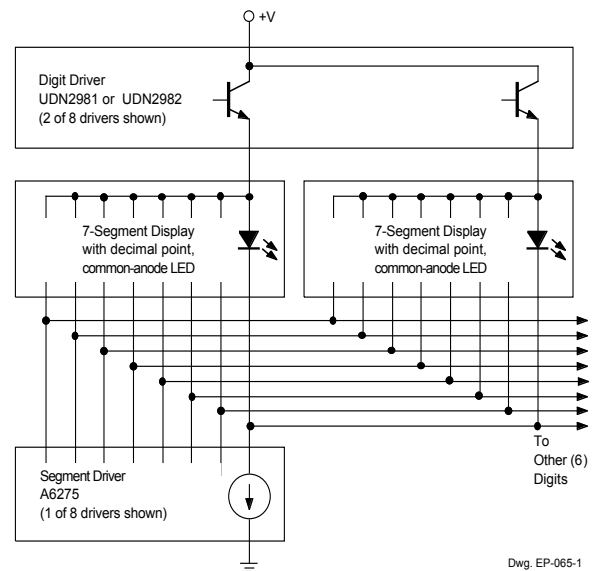 +V
Digit Driver
UDN2981 or UDN2982
(2 of 8 drivers shown)
7-Segment Display
with decimal point,
common-anode LED
7-Segment Display
with decimal point,
common-anode LED
Segment Driver
A6275
(1 of 8 drivers shown)
To
Other (6)
Digits
Dwg. EP-065-1